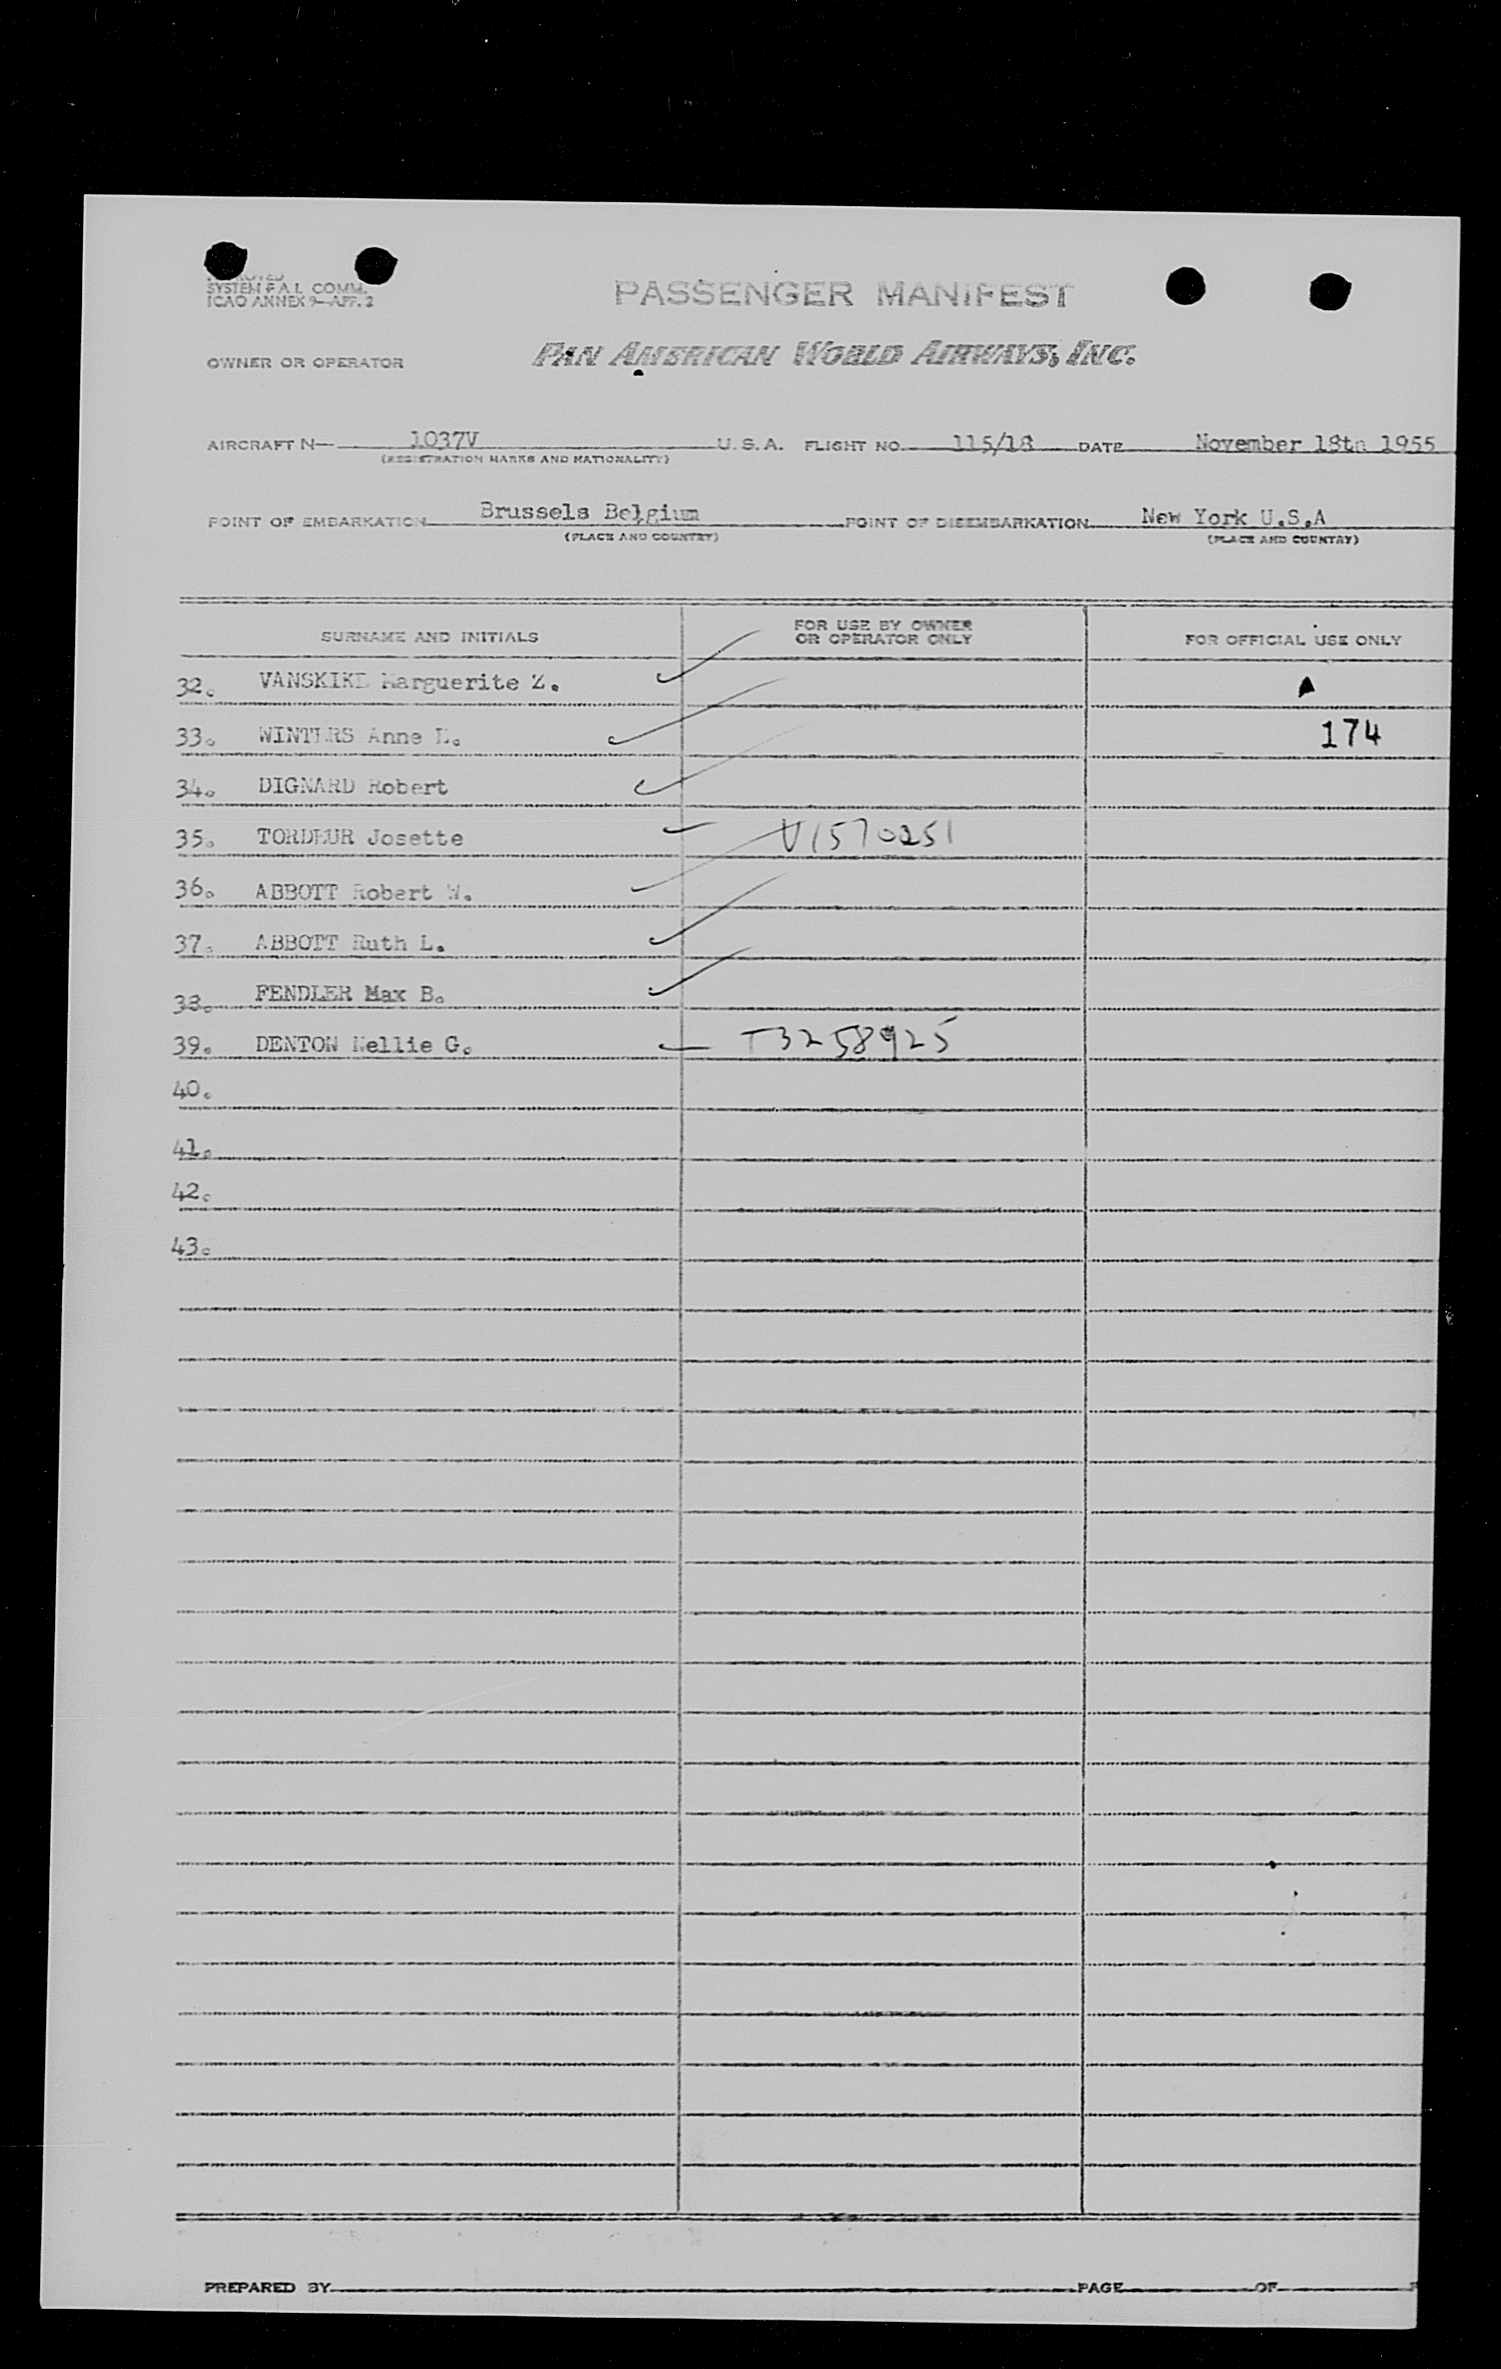 SYSTEM F.A.L. COMM.
ICAO ANNEX 9—APP. 2
PASSENGER MANIFEST
OWNER OR OPERATOR
PAN AMERICAN WORLD AIRWAYS, INC.
AIRCRAFT N— 1037V U.S.A. FLIGHT NO. 115/18 DATE November 18th 1955
(REGISTRATION MARKS AND NATIONALITY)
POINT OF EMBARKATION Brussels Belgium POINT OF DISEMBARKATION New York U.S.A
(PLACE AND COUNTRY) (PLACE AND COUNTRY)
SURNAME AND INITIALS
FOR USE BY OWNER
OR OPERATOR ONLY
FOR OFFICIAL USE ONLY
32. VANSKIKE Marguerite Z.
33. WINTERS Anne
174
34. DIGNARD Robert
35. TORDEUR Josette V1570251
36. ABBOTT Robert W.
37. ABBOTT Ruth L.
38. FENDLER Max B.
39. DENTON Nellie G. T3258925
40.
41.
42.
43.
PREPARED BY PAGE OF